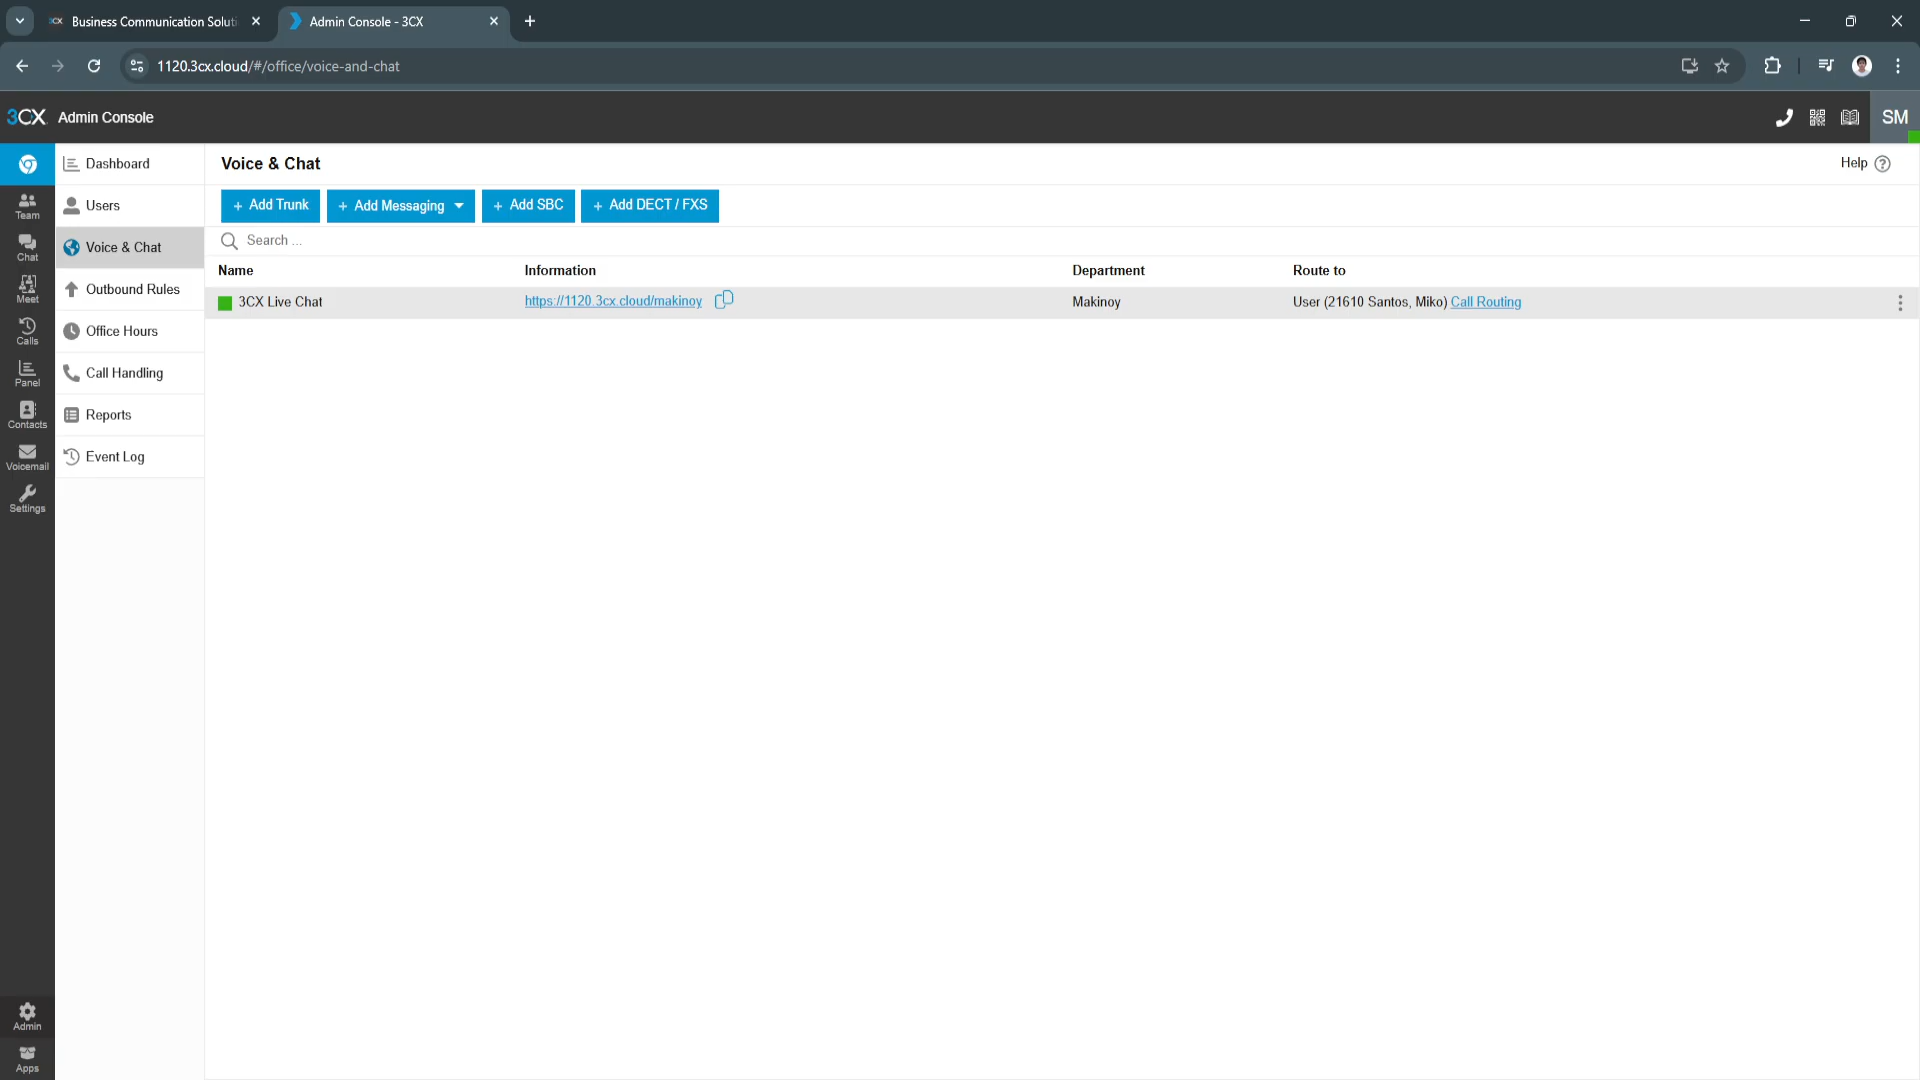 3CX Business Communication Soluti
Admin Console - 3CX
1120.3cx.cloud/#/office/voice-and-chat
3CX Admin Console
SM
Dashboard
Voice & Chat
Help
Team
Users
+ Add Trunk
+ Add Messaging
+ Add SBC
+ Add DECT / FXS
Chat
Voice & Chat
Search ...
Name
Information
Department
Route to
Meet
Outbound Rules
3CX Live Chat
https://1120.3cx.cloud/makinoy
Makinoy
User (21610 Santos, Miko) Call Routing
Calls
Office Hours
Panel
Call Handling
Contacts
Reports
Voicemail
Event Log
Settings
Admin
Apps